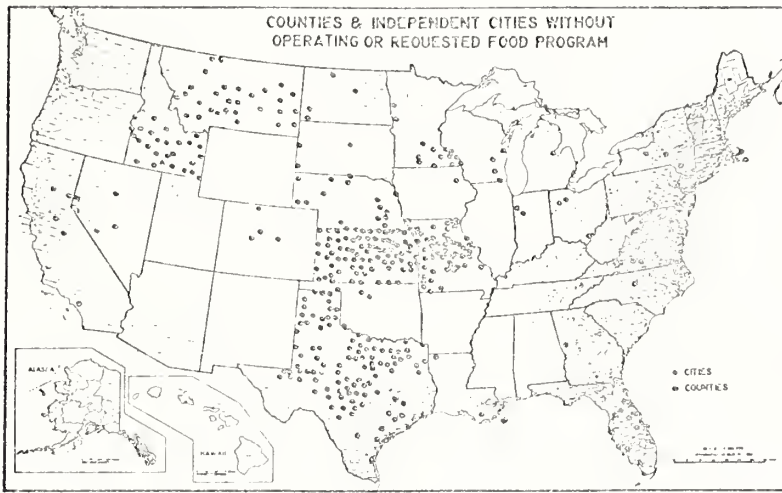 COUNTIES & INDEPENDENT CITIES WITHOUT
OPERATING OR REQUESTED FOOD PROGRAM
ALASKA
HAWAII
CITIES
COUNTIES